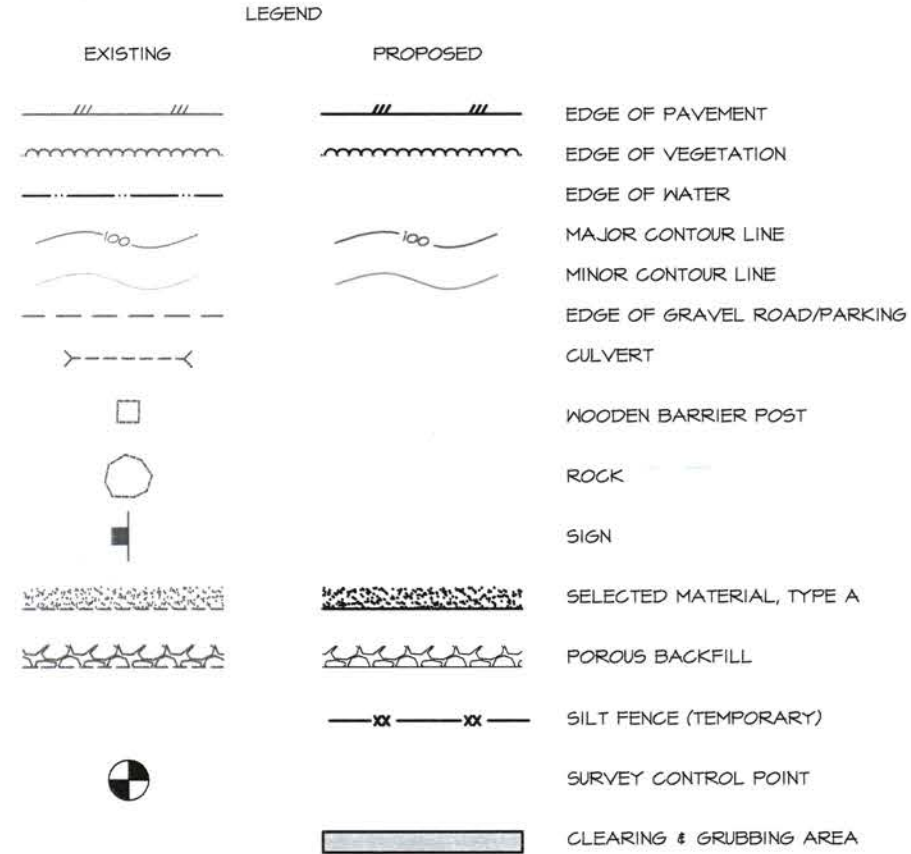 LEGEND
EXISTING PROPOSED
EDGE OF PAVEMENT
EDGE OF VEGETATION
EDGE OF WATER
100 100 MAJOR CONTOUR LINE
MINOR CONTOUR LINE
EDGE OF GRAVEL ROAD/PARKING
CULVERT
WOODEN BARRIER POST
ROCK
SIGN
SELECTED MATERIAL, TYPE A
POROUS BACKFILL
XX XX SILT FENCE (TEMPORARY)
SURVEY CONTROL POINT
CLEARING & GRUBBING AREA